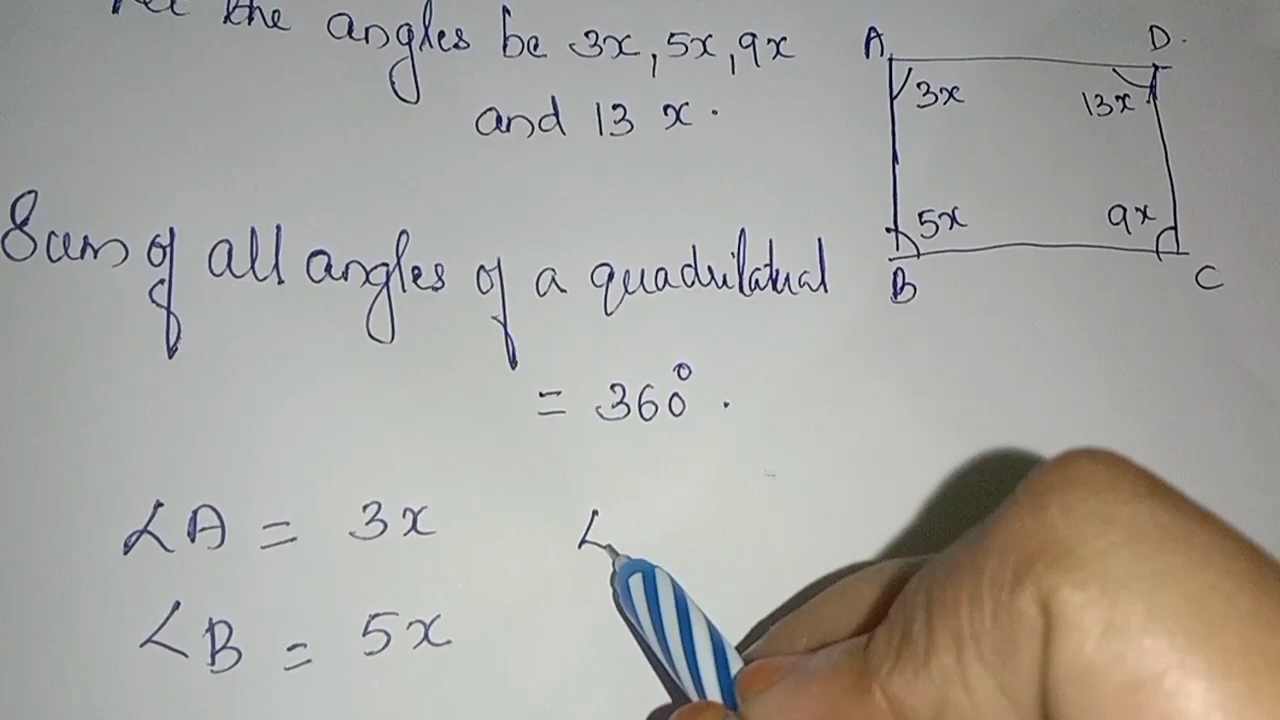 the angles be 3x, 5x, 9x
and 13 x.
A
D.
3x
13x
5x
9x
B
C
Sum of all angles of a quadrilateral
= 360°.
∠A = 3x
∠
∠B = 5x